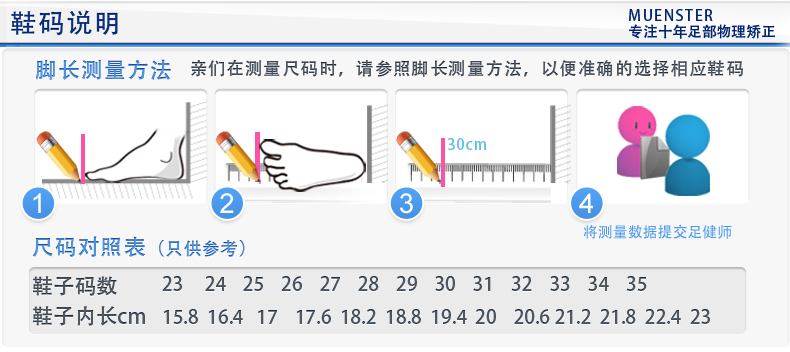 鞋码说明
MUENSTER
专注十年足部物理矫正
脚长测量方法 亲们在测量尺码时，请参照脚长测量方法，以便准确的选择相应鞋码
30cm
1 2 3 4
将测量数据提交足健师
尺码对照表（只供参考）
鞋子码数 23 24 25 26 27 28 29 30 31 32 33 34 35
鞋子内长cm 15.8 16.4 17 17.6 18.2 18.8 19.4 20 20.6 21.2 21.8 22.4 23